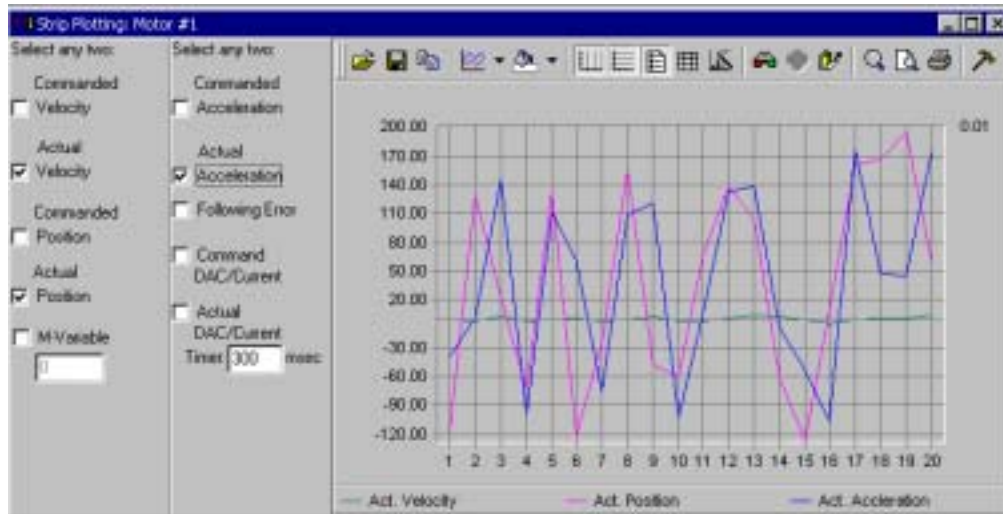 Strip Plotting: Motor #1
Select any two:
Commanded
Velocity
Actual
Velocity
Commanded
Position
Actual
Position
M-Variable
0
Select any two:
Commanded
Acceleration
Actual
Acceleration
Following Error
Command
DAC/Current
Actual
DAC/Current
Timer 300 msec
200.00
170.00
140.00
110.00
80.00
50.00
20.00
-30.00
-60.00
-90.00
-120.00
0.01
1 2 3 4 5 6 7 8 9 10 11 12 13 14 15 16 17 18 19 20
Act. Velocity Act. Position Act. Accleration